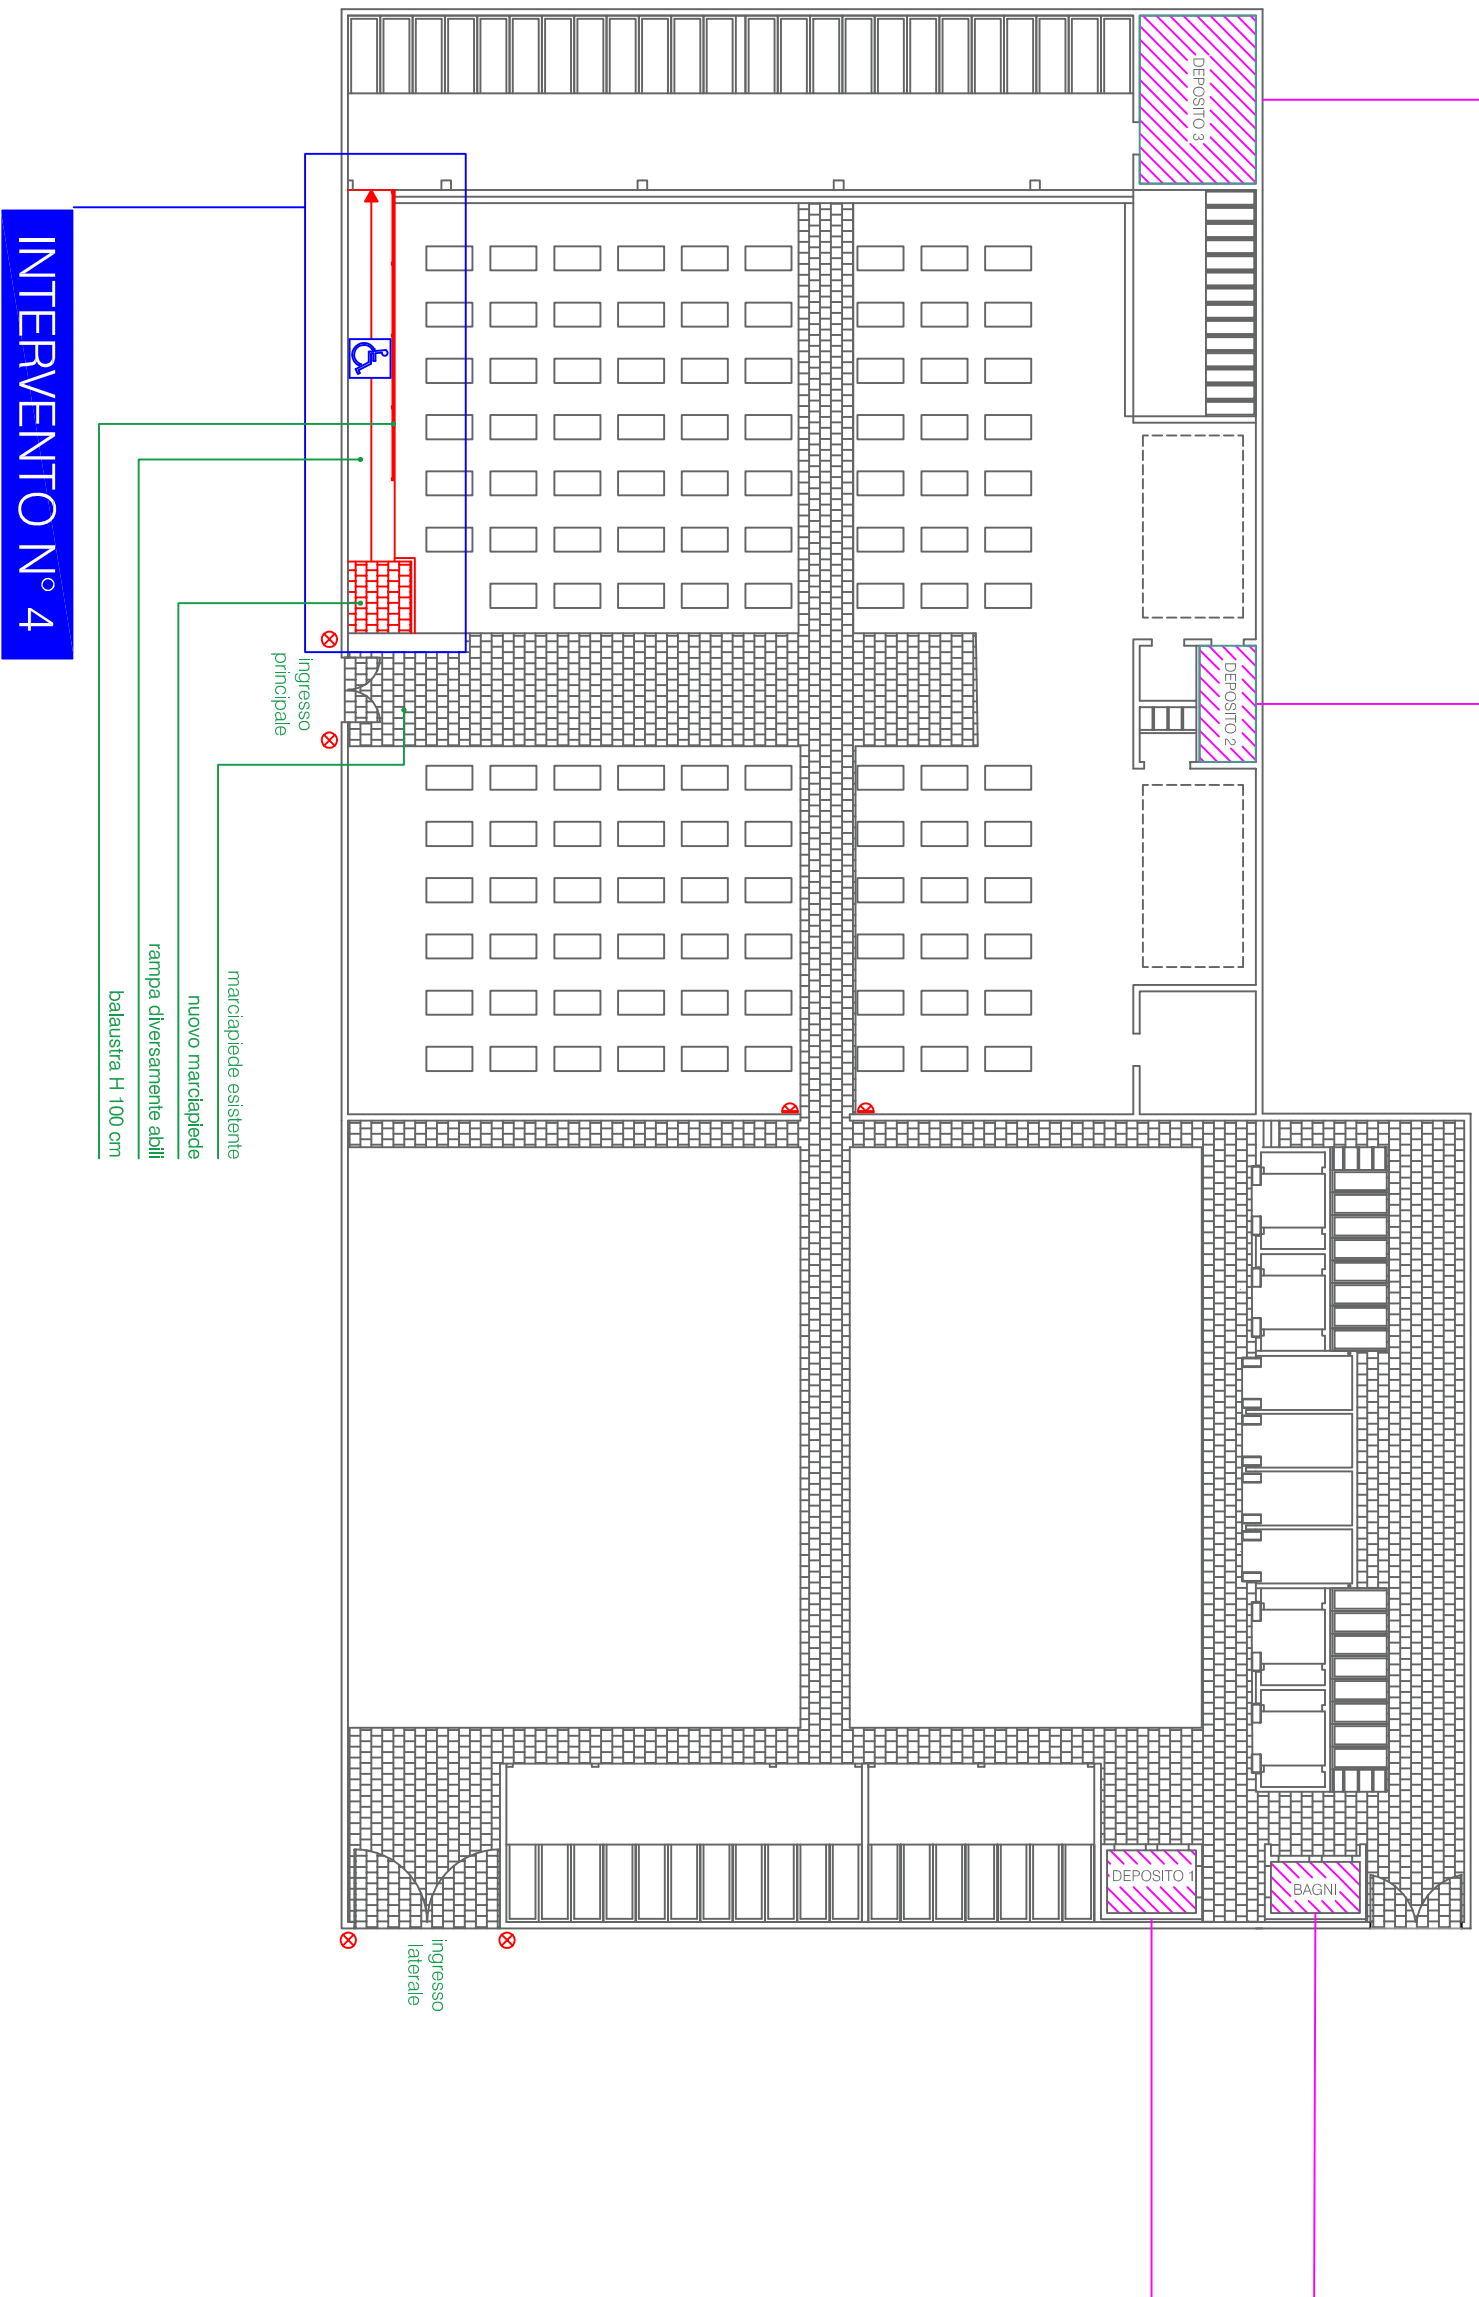 DEPOSITO 3
DEPOSITO 2
INTERVENTO N° 4
ingresso
principale
marciapiede esistente
nuovo marciapiede
rampa diversamente abili
balaustra H 100 cm
DEPOSITO 1
BAGNI
ingresso
laterale